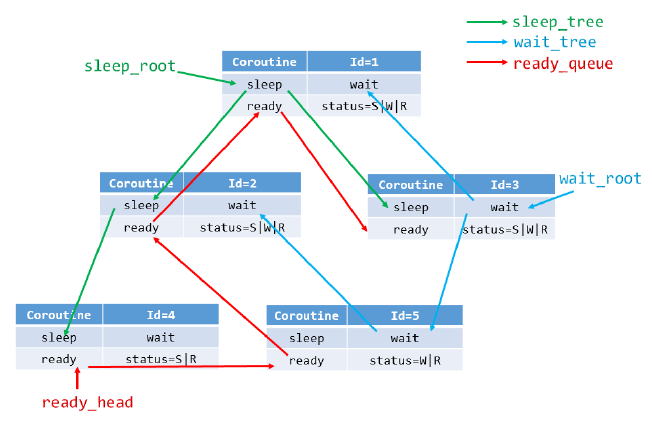 sleep_tree
wait_tree
ready_queue
sleep_root
Coroutine Id=1
sleep wait
ready status=S|W|R
Coroutine Id=2
sleep wait
ready status=S|W|R
Coroutine Id=3
sleep wait
ready status=S|W|R
wait_root
Coroutine Id=4
sleep wait
ready status=S|R
Coroutine Id=5
sleep wait
ready status=W|R
ready_head